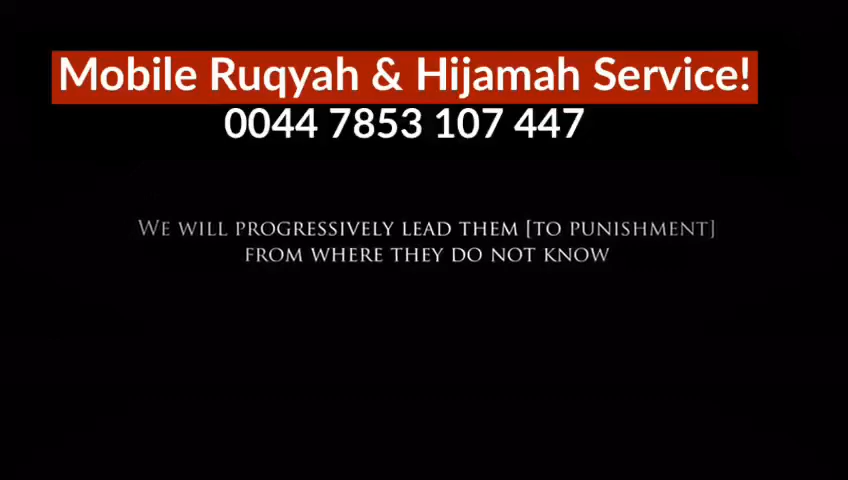 Mobile Ruqyah & Hijamah Service!
0044 7853 107 447
WE WILL PROGRESSIVELY LEAD THEM [TO PUNISHMENT]
FROM WHERE THEY DO NOT KNOW